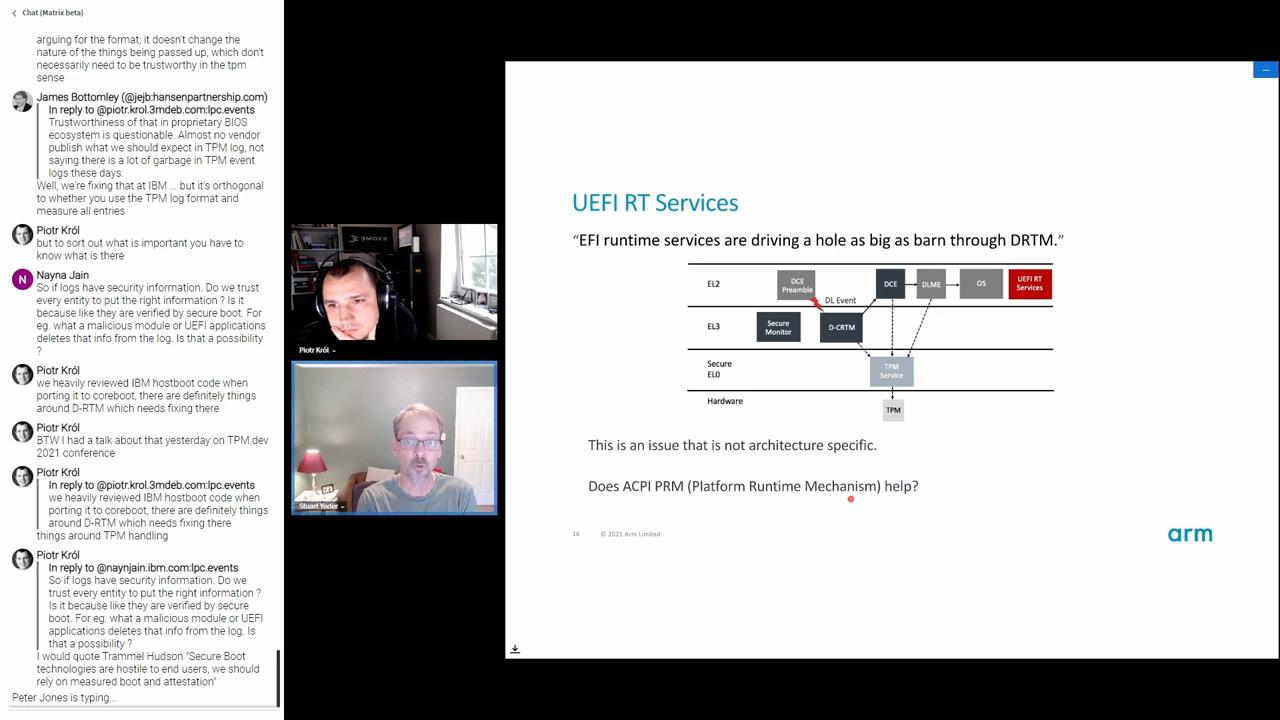 Chat (Matrix beta)
arguing for the format; it doesn't change the
nature of the things being passed up, which don't
necessarily need to be trustworthy in the tpm
sense
James Bottomley (@jejb:hansenpartnership.com)
In reply to @piotr.krol.3mdeb.com:lpc.events
Trustworthiness of that in proprietary BIOS
ecosystem is questionable. Almost no vendor
publish what we should expect in TPM log, not
saying there is a lot of garbage in TPM event
logs these days.
Well, we're fixing that at IBM ... but it's orthogonal
to whether you use the TPM log format and
measure all entries
Piotr Król
but to sort out what is important you have to
know what is there
N
Nayna Jain
So if logs have security information. Do we trust
every entity to put the right information ? Is it
because like they are verified by secure boot. For
eg. what a malicious module or UEFI applications
deletes that info from the log. Is that a possibility
?
Piotr Król
we heavily reviewed IBM hostboot code when
porting it to coreboot, there are definitely things
around D-RTM which needs fixing there
Piotr Król
BTW I had a talk about that yesterday on TPM.dev
2021 conference
Piotr Król
In reply to @piotr.krol.3mdeb.com:lpc.events
we heavily reviewed IBM hostboot code when
porting it to coreboot, there are definitely things
around D-RTM which needs fixing there
things around TPM handling
Piotr Król
In reply to @naynjain.ibm.com:lpc.events
So if logs have security information. Do we
trust every entity to put the right information ?
Is it because like they are verified by secure
boot. For eg. what a malicious module or UEFI
applications deletes that info from the log. Is
that a possibility ?
I would quote Trammel Hudson "Secure Boot
technologies are hostile to end users, we should
rely on measured boot and attestation"
Peter Jones is typing...
3MDEB
Piotr Król
Stuart Yoder
UEFI RT Services
“EFI runtime services are driving a hole as big as barn through DRTM.”
EL2
DCE
Preamble
DL Event
DCE
DLME
OS
UEFI RT
Services
EL3
Secure
Monitor
D-CRTM
Secure
EL0
TPM
Service
Hardware
TPM
This is an issue that is not architecture specific.
Does ACPI PRM (Platform Runtime Mechanism) help?
16 © 2021 Arm Limited
arm